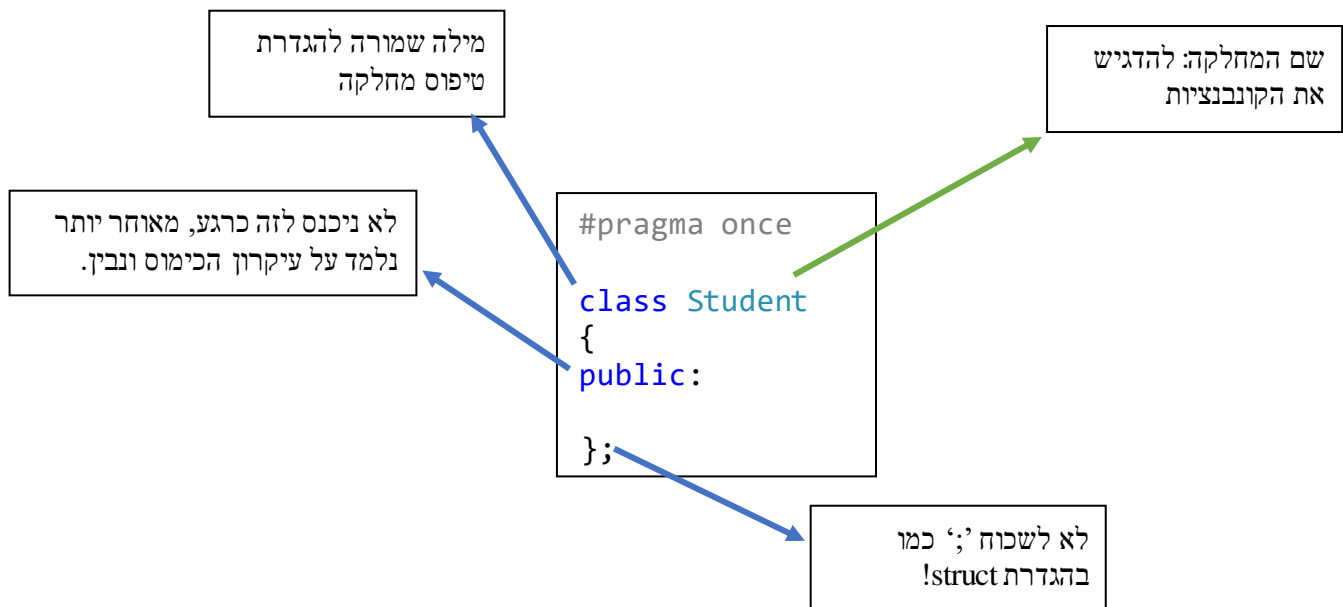 מילה שמורה להגדרת
טיפוס מחלקה
שם המחלקה: להדגיש
את הקונבנציות
לא ניכנס לזה כרגע, מאוחר יותר
נלמד על עיקרון הכימוס ונבין.
#pragma once
class Student
{
public:
};
לא לשכוח ';' כמו
בהגדרת struct!